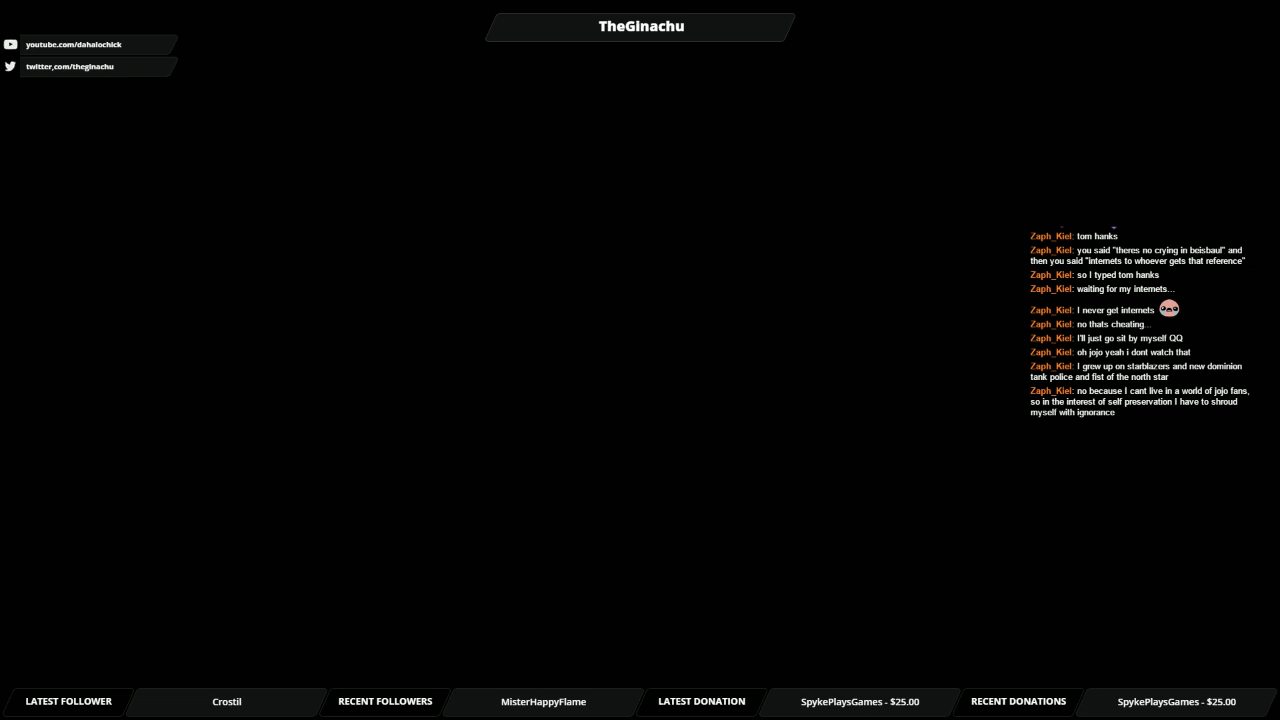 TheGinachu
youtube.com/dahalochick
twitter,com/theginachu
Zaph_Kiel: tom hanks
Zaph_Kiel: you said "theres no crying in beisbaul" and
then you said "internets to whoever gets that reference"
Zaph_Kiel: so I typed tom hanks
Zaph_Kiel: waiting for my internets...
Zaph_Kiel: I never get internets
Zaph_Kiel: no thats cheating...
Zaph_Kiel: I'll just go sit by myself QQ
Zaph_Kiel: oh jojo yeah i dont watch that
Zaph_Kiel: I grew up on starblazers and new dominion
tank police and fist of the north star
Zaph_Kiel: no because I cant live in a world of jojo fans,
so in the interest of self preservation I have to shroud
myself with ignorance
LATEST FOLLOWER Crostil RECENT FOLLOWERS MisterHappyFlame LATEST DONATION SpykePlaysGames - $25.00 RECENT DONATIONS SpykePlaysGames - $25.00